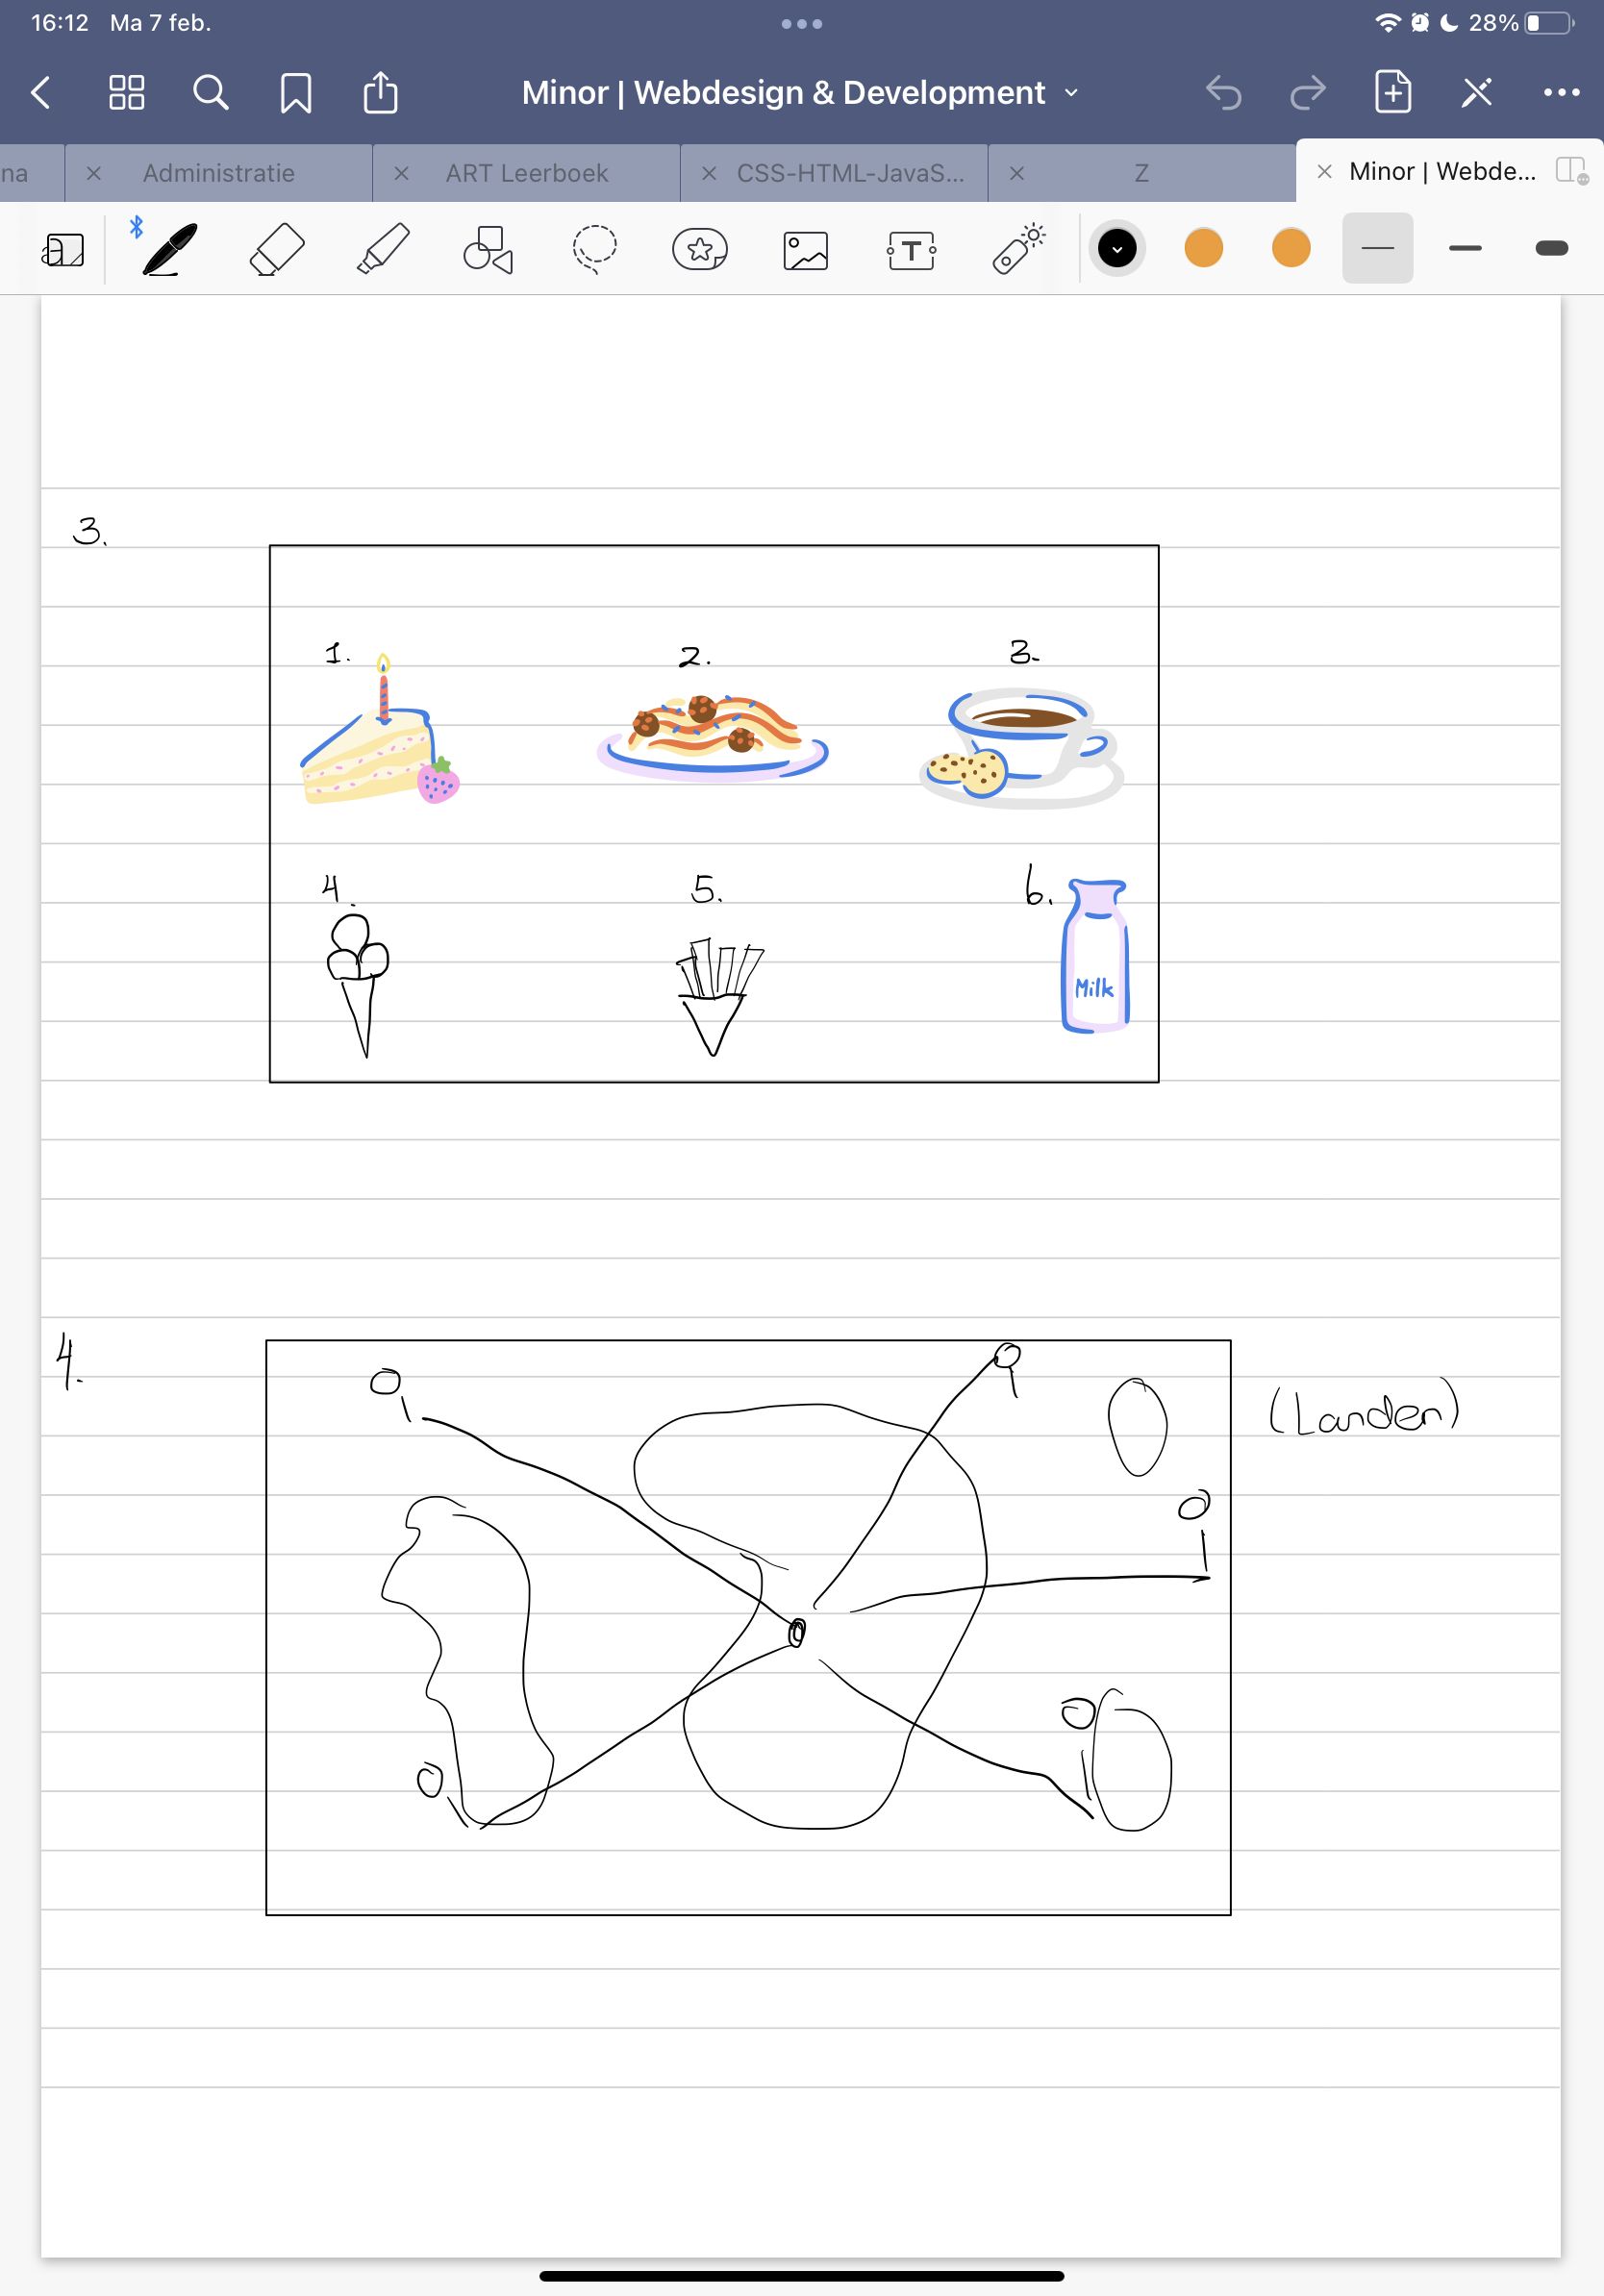 16:12 Ma 7 feb.
28%
Minor | Webdesign & Development
na
Administratie
ART Leerboek
CSS-HTML-JavaS...
Z
Minor | Webde...
T
3.
1. 2. 3.
4. 5. 6.
Milk
4.
(Landen)